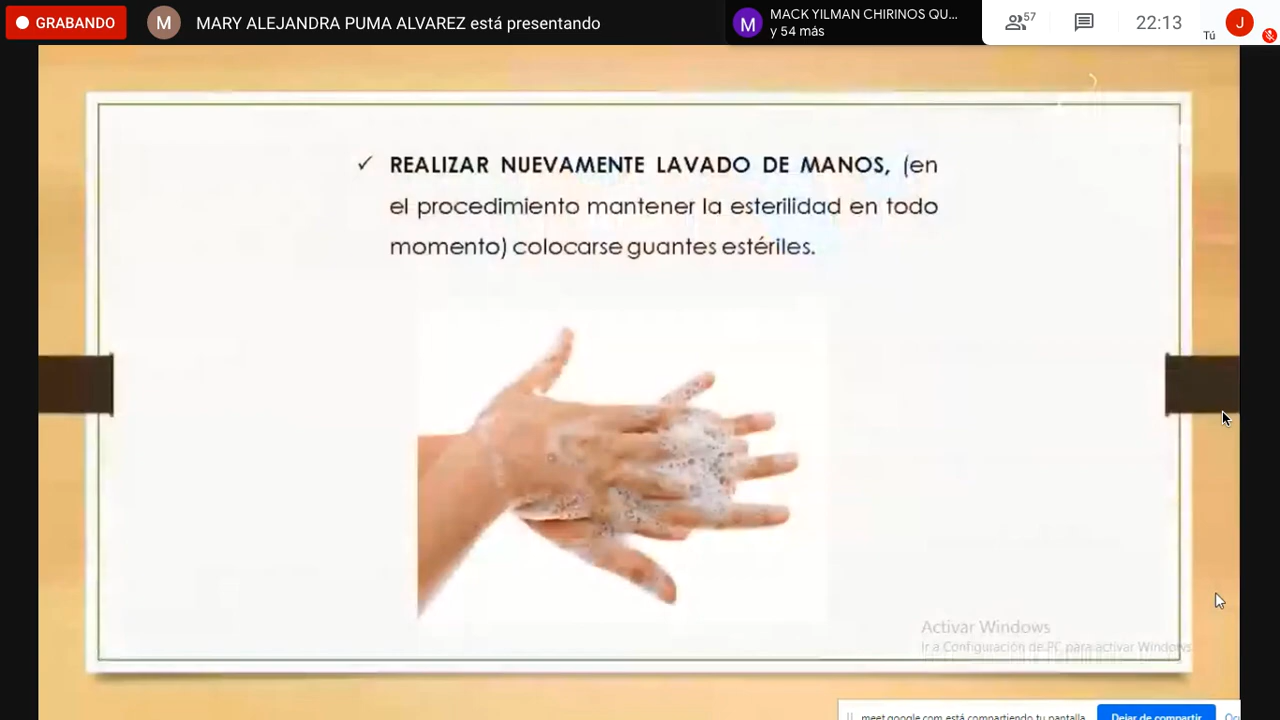 GRABANDO
M
MARY ALEJANDRA PUMA ALVAREZ está presentando
M
MACK YILMAN CHIRINOS QU...
y 54 más
57
22:13
Tú
J
✓ REALIZAR NUEVAMENTE LAVADO DE MANOS, (en
el procedimiento mantener la esterilidad en todo
momento) colocarse guantes estériles.
Activar Windows
Ir a Configuración de PC para activar Windows.
meet.google.com está compartiendo tu pantalla.
Dejar de compartir